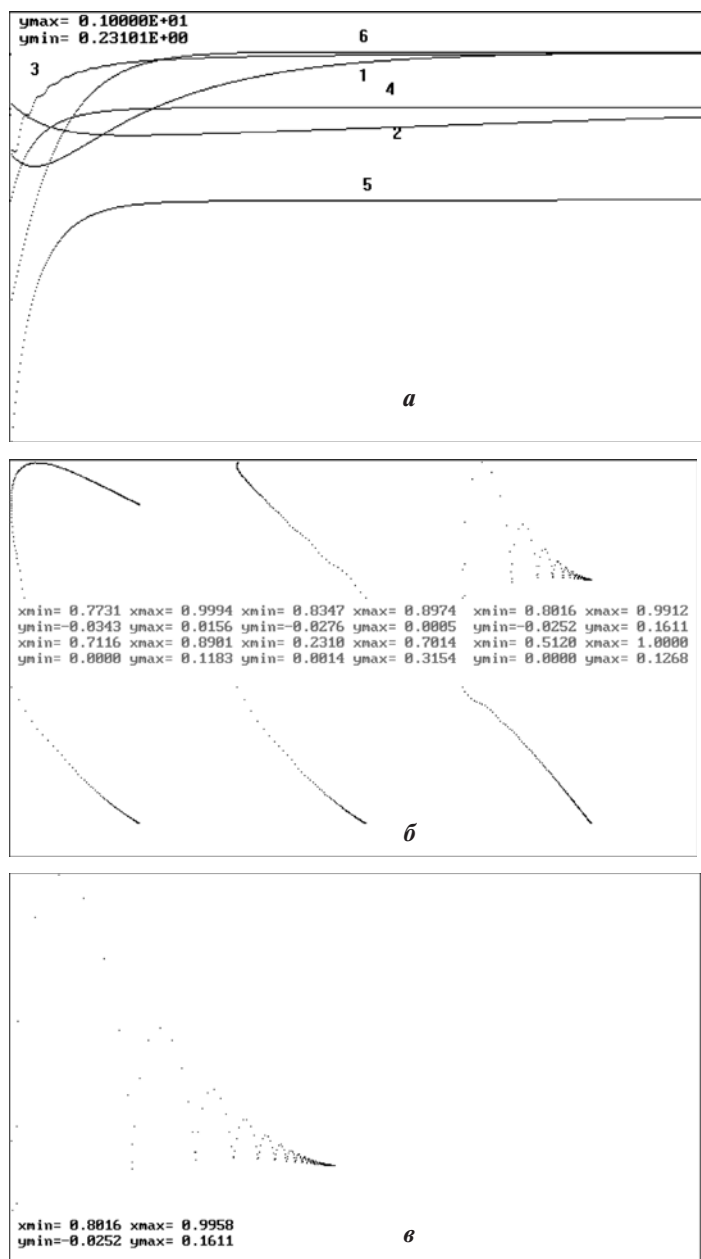 ymax= 0.10000E+01
ymin= 0.23101E+00
6
3
1
4
2
5
а
xmin= 0.7731 xmax= 0.9994 xmin= 0.8347 xmax= 0.8974 xmin= 0.8016 xmax= 0.9912
ymin=-0.0343 ymax= 0.0156 ymin=-0.0276 ymax= 0.0005 ymin=-0.0252 ymax= 0.1611
xmin= 0.7116 xmax= 0.8901 xmin= 0.2310 xmax= 0.7014 xmin= 0.5120 xmax= 1.0000
ymin= 0.0000 ymax= 0.1183 ymin= 0.0014 ymax= 0.3154 ymin= 0.0000 ymax= 0.1268
б
xmin= 0.8016 xmax= 0.9958
ymin=-0.0252 ymax= 0.1611
в